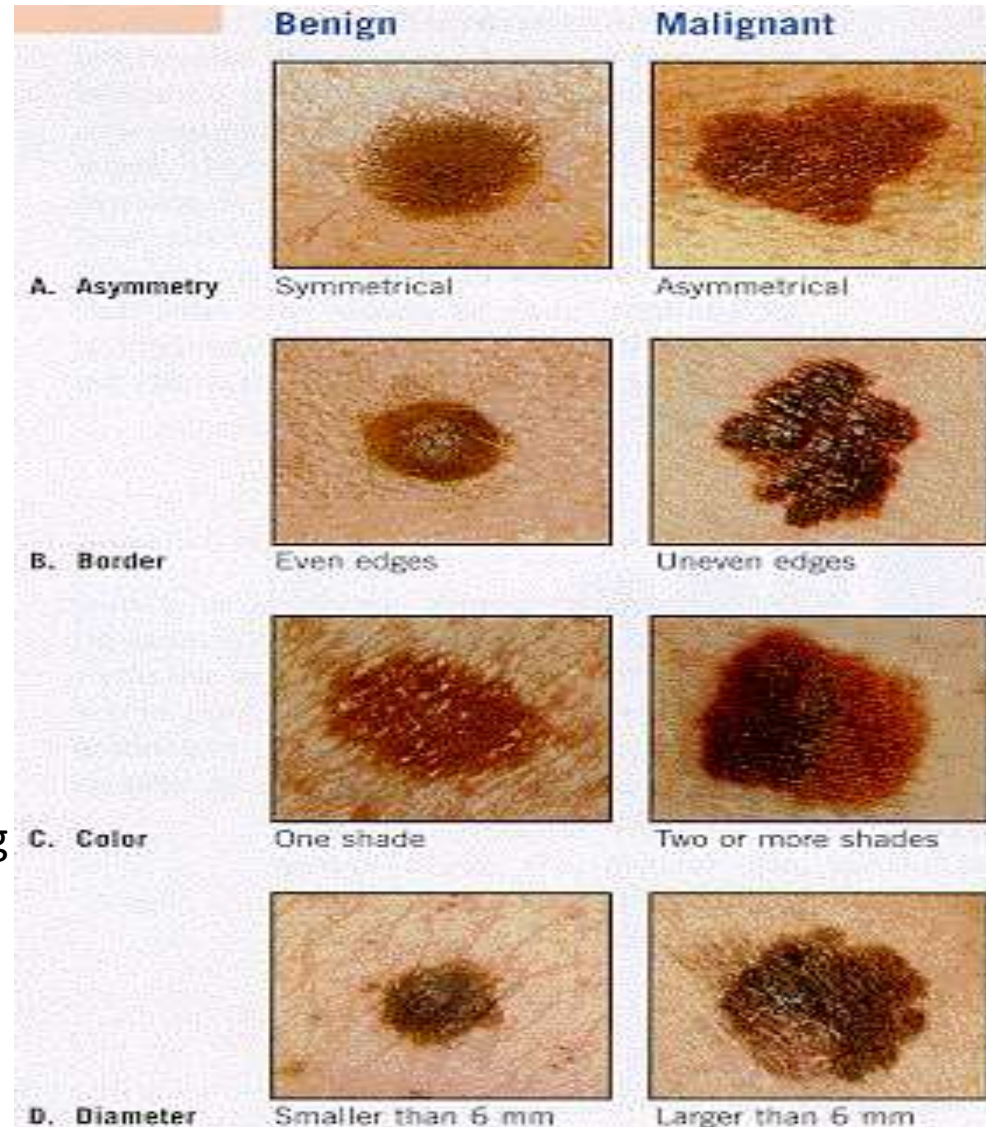 Benign Malignant
A. Asymmetry Symmetrical Asymmetrical
B. Border Even edges Uneven edges
g C. Color One shade Two or more shades
D. Diameter Smaller than 6 mm Larger than 6 mm